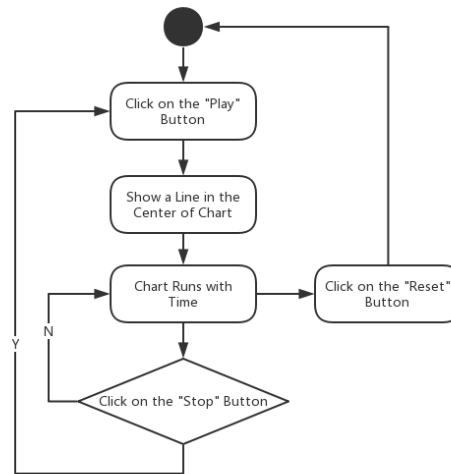 Click on the "Play"
Button
Show a Line in the
Center of Chart
Chart Runs with
Time
Click on the "Reset"
Button
N
Y
Click on the "Stop" Button